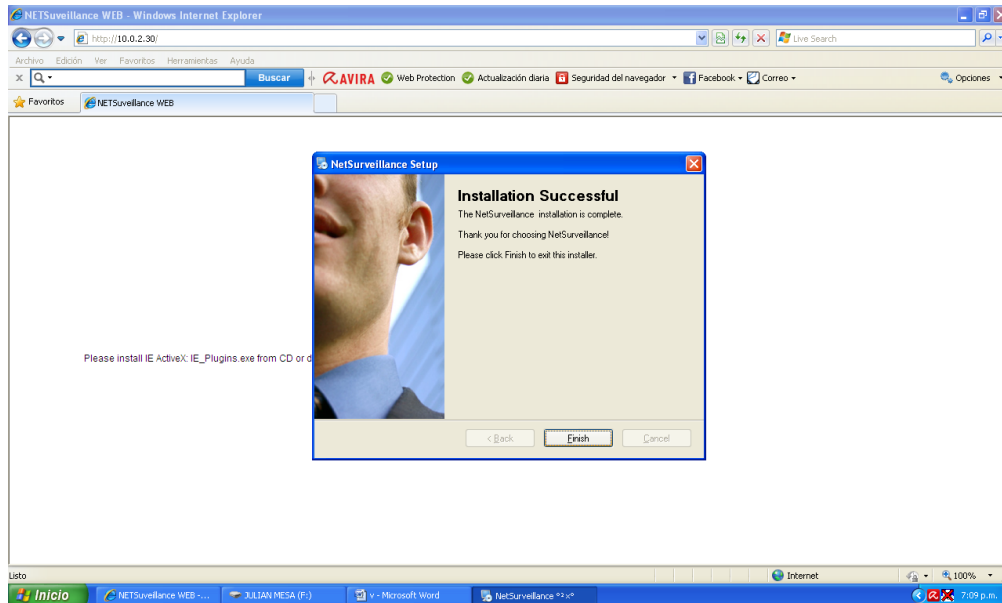 NETSuveillance WEB - Windows Internet Explorer
http://10.0.2.30/
Live Search
Archivo Edición Ver Favoritos Herramientas Ayuda
Buscar
AVIRA Web Protection Actualización diaria Seguridad del navegador Facebook Correo Opciones
Favoritos NETSuveillance WEB
NetSurveillance Setup
Installation Successful
The NetSurveillance installation is complete.
Thank you for choosing NetSurveillance!
Please click Finish to exit this installer.
Please install IE ActiveX: IE_Plugins.exe from CD or d
< Back Finish Cancel
Listo Internet 100%
Inicio NETSuveillance WEB -... JULIAN MESA (F:) v - Microsoft Word NetSurveillance °²×° 7:09 p.m.